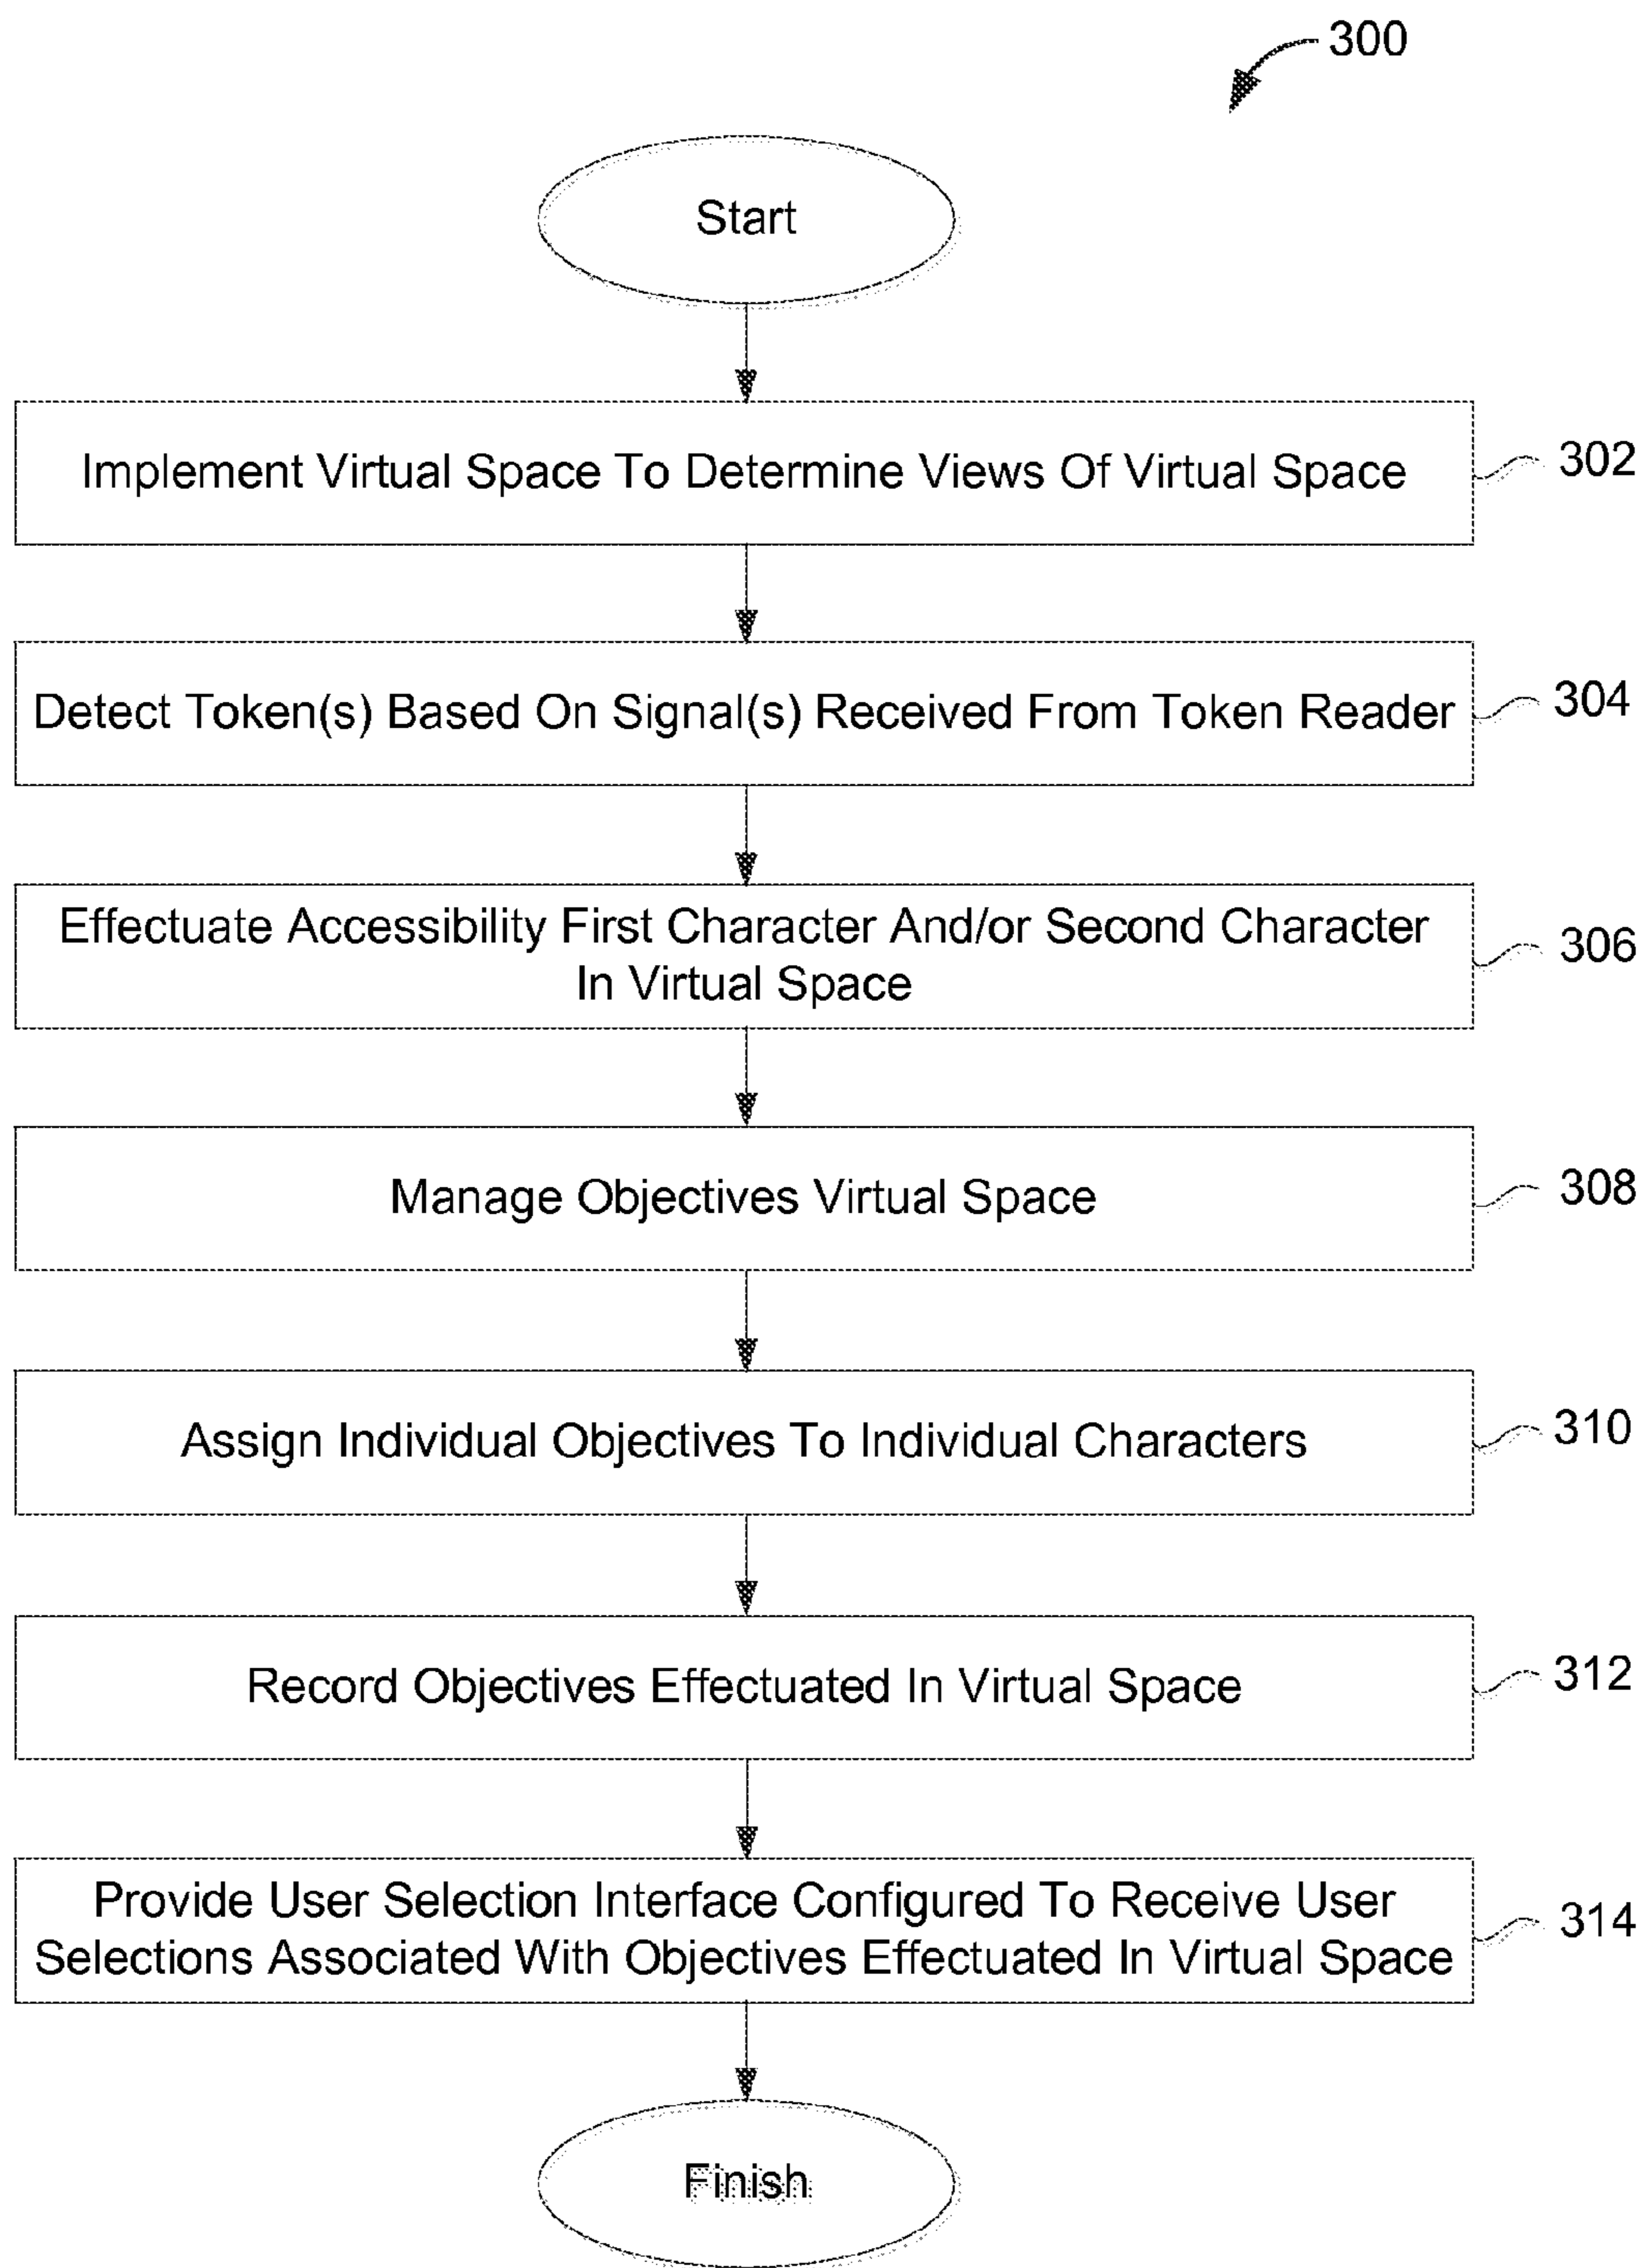 300
Start
Implement Virtual Space To Determine Views Of Virtual Space
302
Detect Token(s) Based On Signal(s) Received From Token Reader
304
Effectuate Accessibility First Character And/or Second Character
In Virtual Space
306
Manage Objectives Virtual Space
308
Assign Individual Objectives To Individual Characters
310
Record Objectives Effectuated In Virtual Space
312
Provide User Selection Interface Configured To Receive User
Selections Associated With Objectives Effectuated In Virtual Space
314
Finish